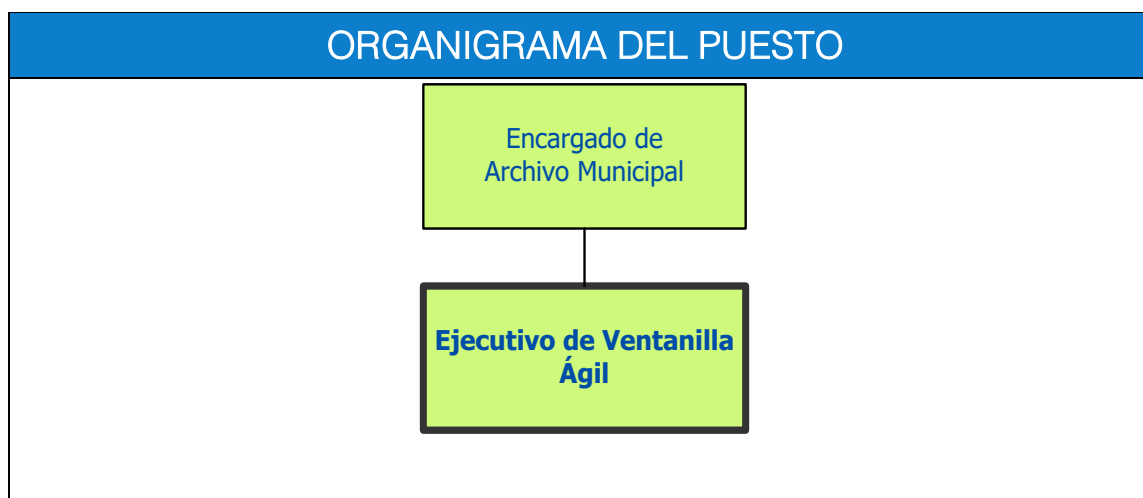 ORGANIGRAMA DEL PUESTO
Encargado de
Archivo Municipal
Ejecutivo de Ventanilla
Ágil